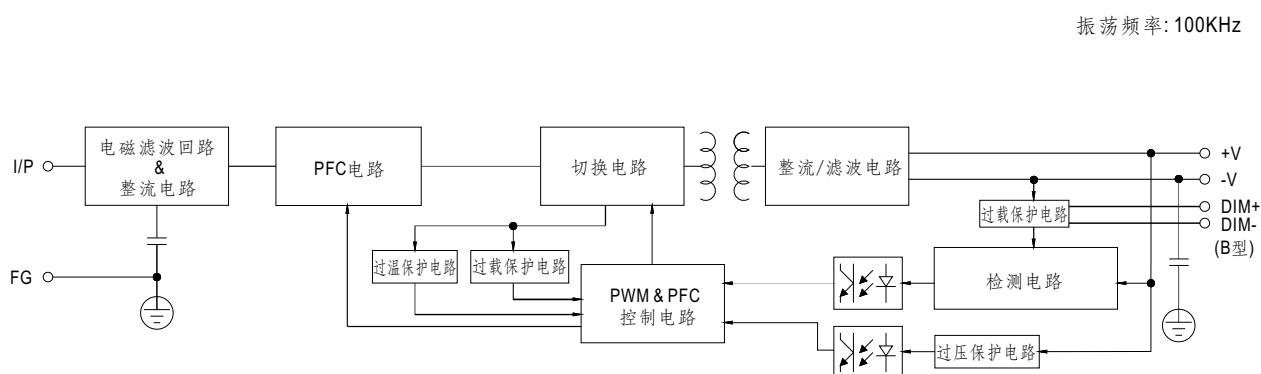 振荡频率: 100KHz
I/P
电磁滤波回路
&
整流电路
PFC电路
切换电路
整流/滤波电路
+V
-V
过载保护电路
DIM+
DIM-
(B型)
FG
过温保护电路
过载保护电路
PWM & PFC
控制电路
检测电路
过压保护电路